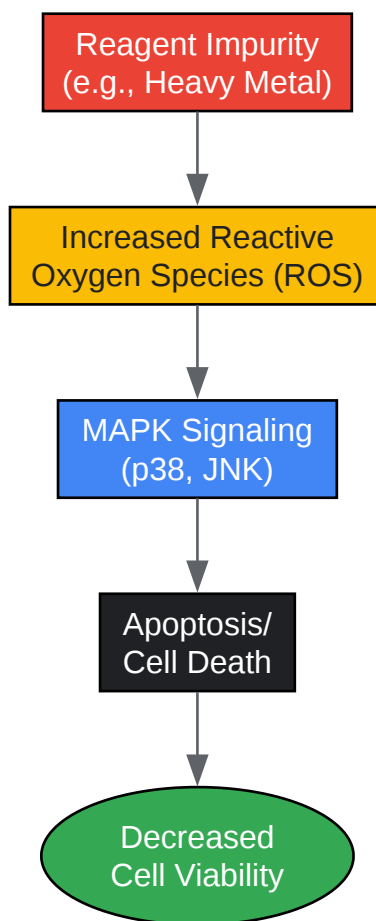 Reagent Impurity
(e.g., Heavy Metal)
Increased Reactive
Oxygen Species (ROS)
MAPK Signaling
(p38, JNK)
Apoptosis/
Cell Death
Decreased
Cell Viability